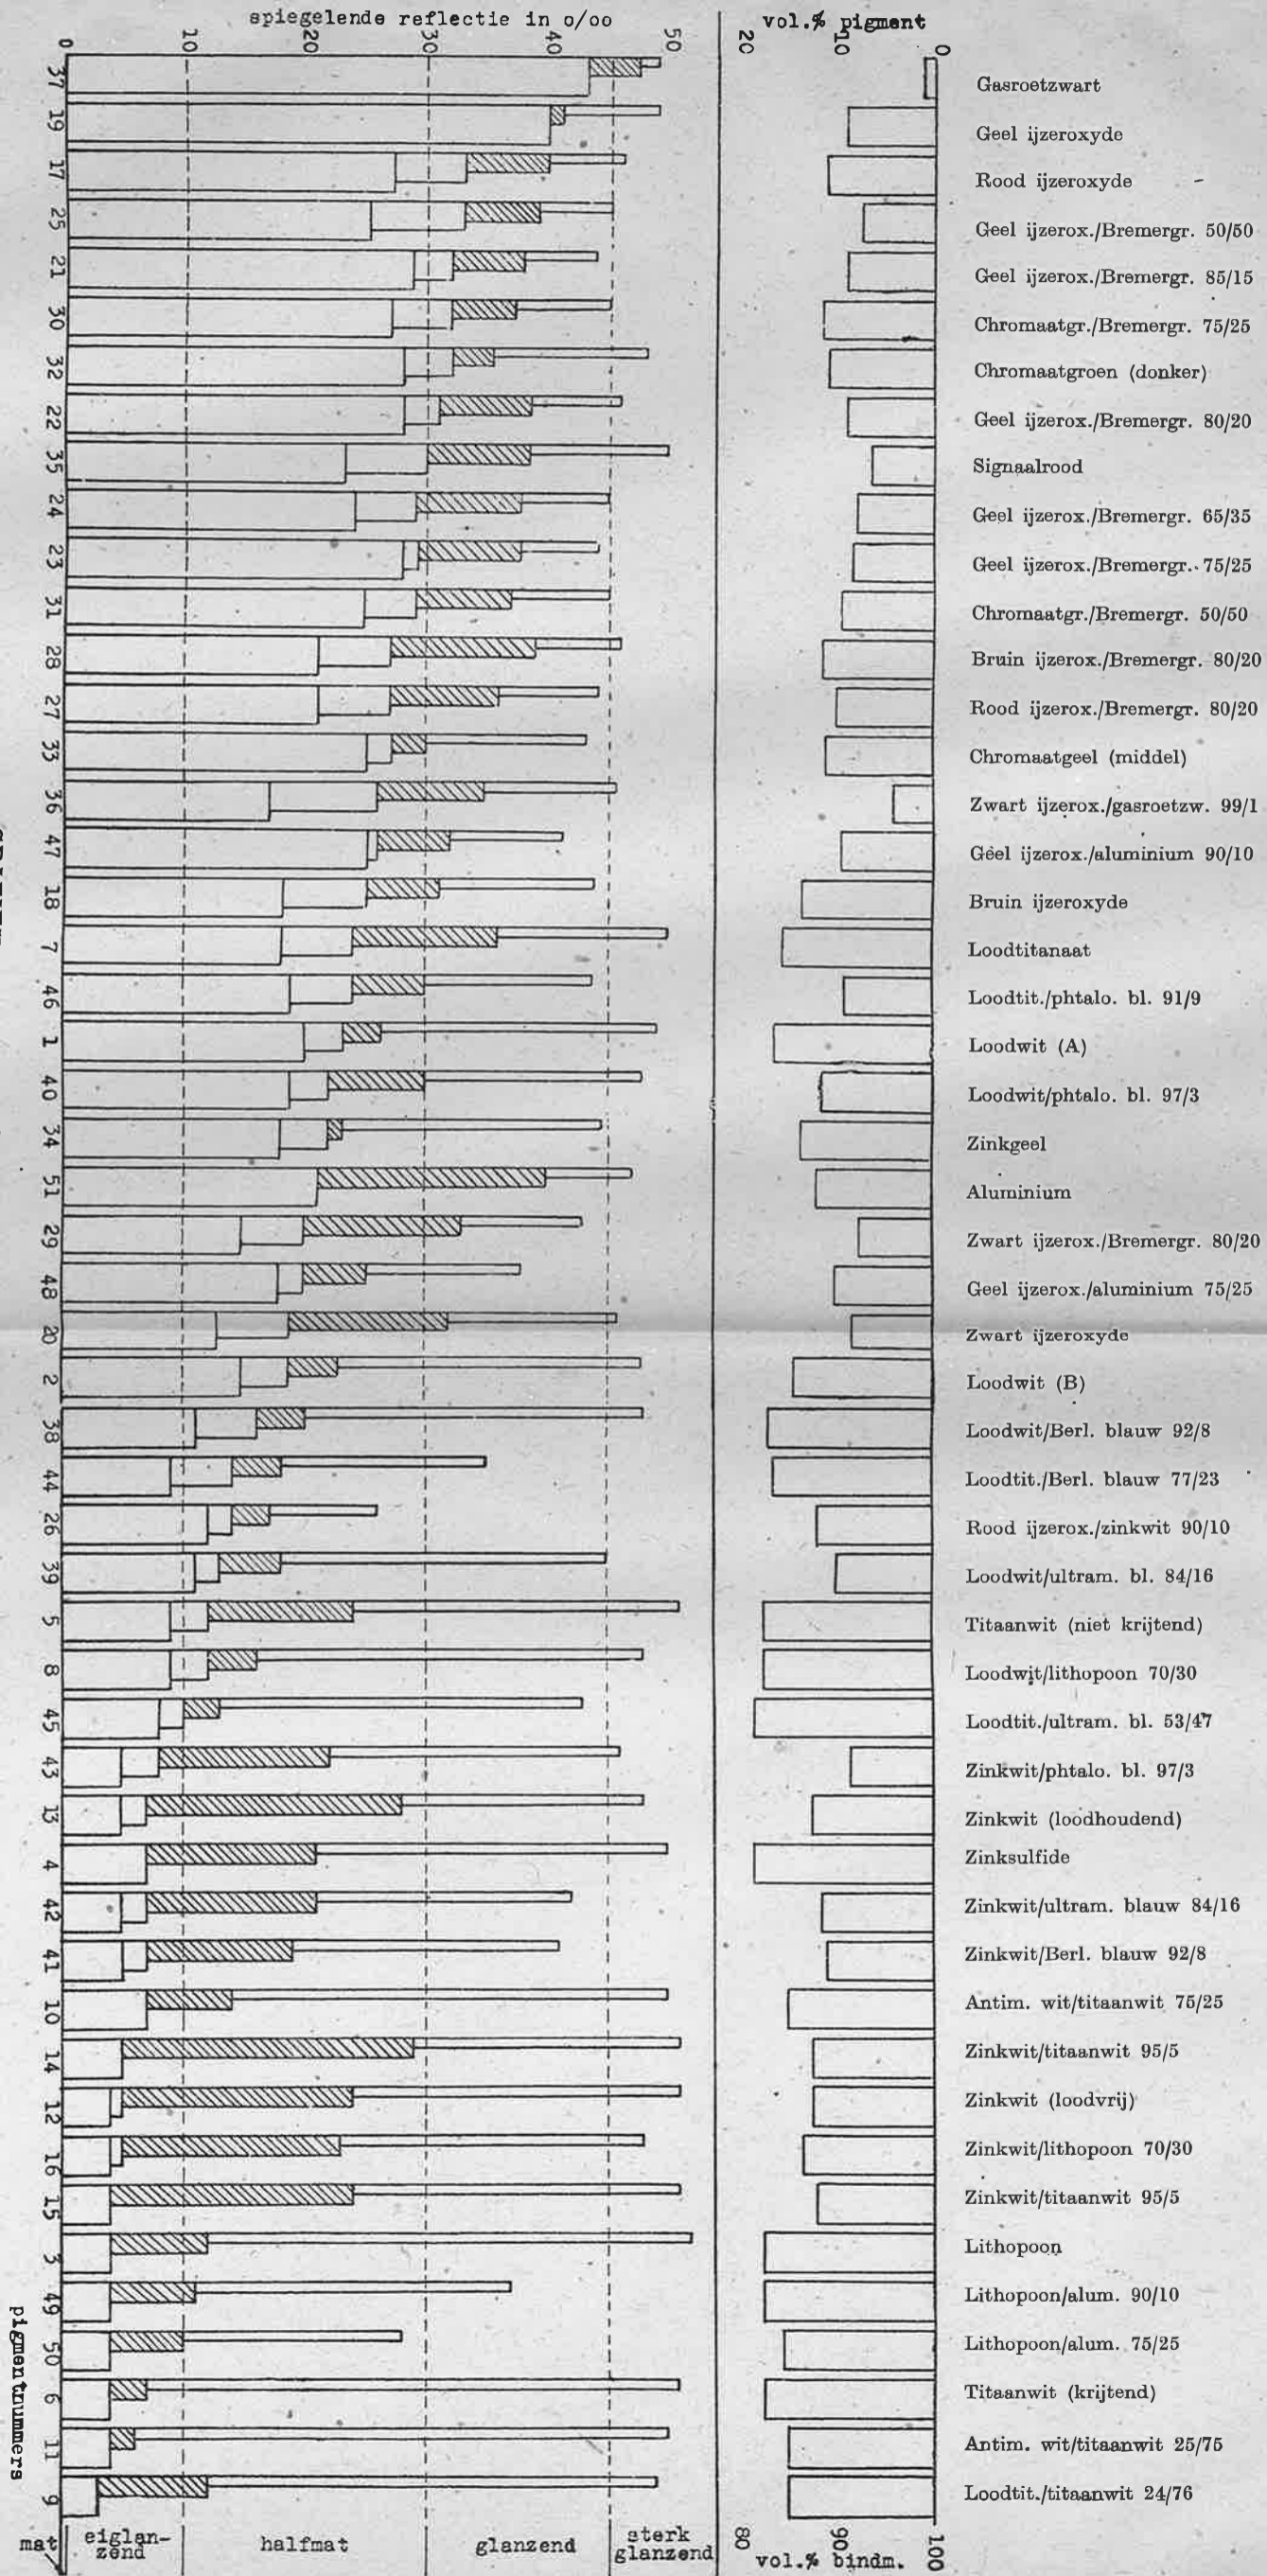 spiegelende reflectie in o/oo
vol.% pigment
0 10 20 30 40 50
20 10 0
37 Gasroetzwart
19 Geel ijzeroxyde
17 Rood ijzeroxyde
25 Geel ijzerox./Bremergr. 50/50
21 Geel ijzerox./Bremergr. 85/15
30 Chromaatgr./Bremergr. 75/25
32 Chromaatgroen (donker)
22 Geel ijzerox./Bremergr. 80/20
35 Signaalrood
24 Geel ijzerox./Bremergr. 65/35
23 Geel ijzerox./Bremergr. 75/25
31 Chromaatgr./Bremergr. 50/50
28 Bruin ijzerox./Bremergr. 80/20
27 Rood ijzerox./Bremergr. 80/20
33 Chromaatgeel (middel)
36 Zwart ijzerox./gasroetzw. 99/1
47 Geel ijzerox./aluminium 90/10
18 Bruin ijzeroxyde
7 Loodtitanaat
46 Loodtit./phtalo. bl. 91/9
1 Loodwit (A)
40 Loodwit/phtalo. bl. 97/3
34 Zinkgeel
51 Aluminium
29 Zwart ijzerox./Bremergr. 80/20
48 Geel ijzerox./aluminium 75/25
20 Zwart ijzeroxyde
2 Loodwit (B)
38 Loodwit/Berl. blauw 92/8
44 Loodtit./Berl. blauw 77/23
26 Rood ijzerox./zinkwit 90/10
39 Loodwit/ultram. bl. 84/16
5 Titaanwit (niet krijtend)
8 Loodwit/lithopoon 70/30
45 Loodtit./ultram. bl. 53/47
43 Zinkwit/phtalo. bl. 97/3
13 Zinkwit (loodhoudend)
4 Zinksulfide
42 Zinkwit/ultram. blauw 84/16
41 Zinkwit/Berl. blauw 92/8
10 Antim. wit/titaanwit 75/25
14 Zinkwit/titaanwit 95/5
12 Zinkwit (loodvrij)
16 Zinkwit/lithopoon 70/30
15 Zinkwit/titaanwit 95/5
3 Lithopoon
49 Lithopoon/alum. 90/10
50 Lithopoon/alum. 75/25
6 Titaanwit (krijtend)
11 Antim. wit/titaanwit 25/75
9 Loodtit./titaanwit 24/76
pigmentnummers
mat
eiglan-
zend
halfmat
glanzend
sterk
glanzend
80 90 100
vol.% bindm.